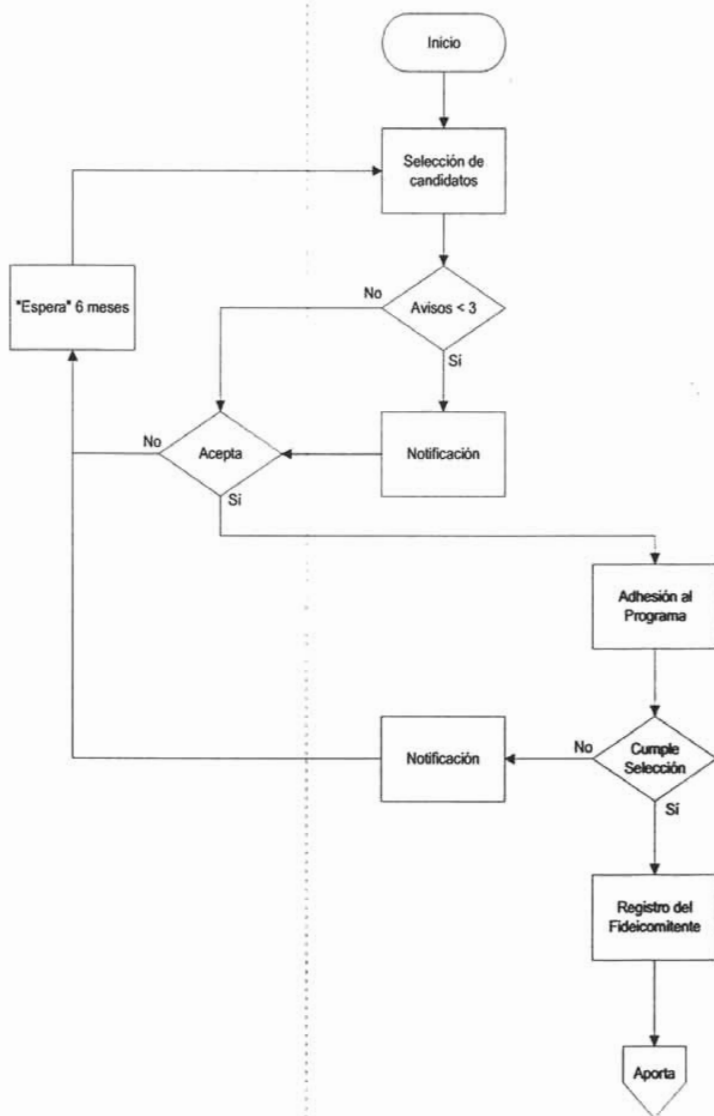 Inicio
Selección de
candidatos
"Espera" 6 meses
No
Avisos < 3
Sí
No
Acepta
Notificación
Sí
Adhesión al
Programa
Notificación
No
Cumple
Selección
Sí
Registro del
Fideicomitente
Aporta